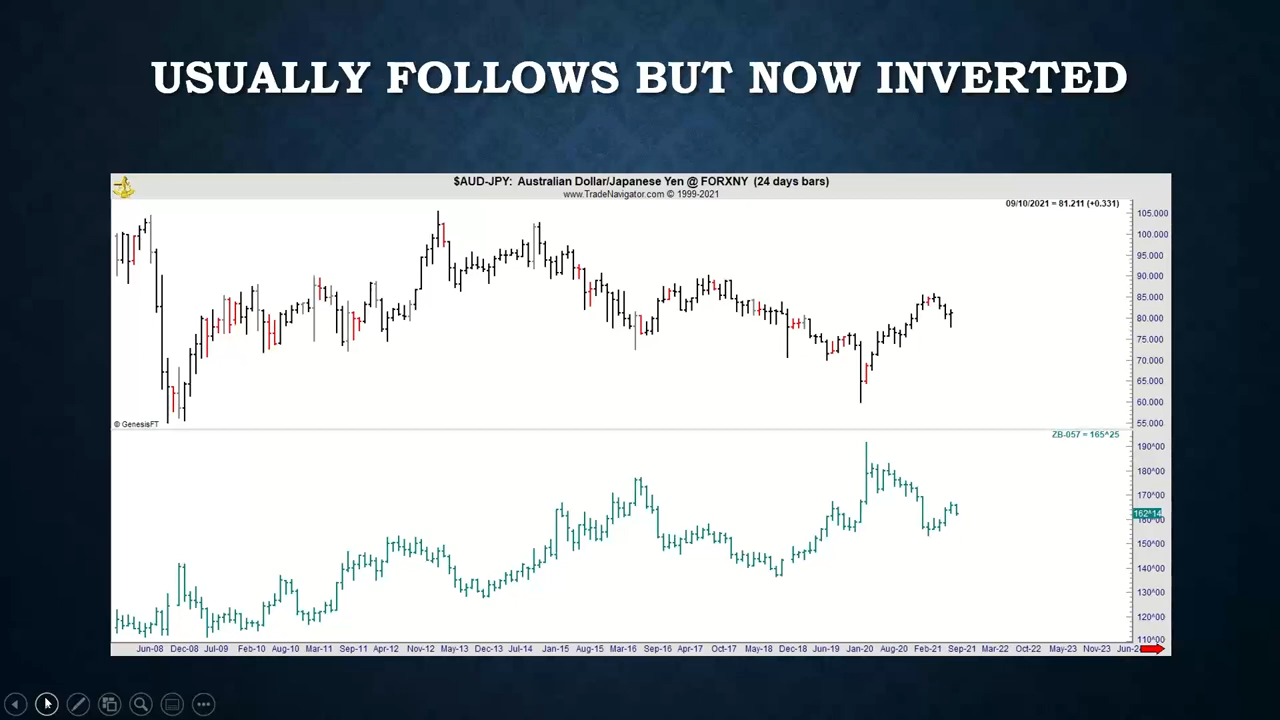 USUALLY FOLLOWS BUT NOW INVERTED
$AUD-JPY: Australian Dollar/Japanese Yen @ FORXNY (24 days bars)
www.TradeNavigator.com © 1999-2021
09/10/2021 = 81.211 (+0.331)
105.000
100.000
95.000
90.000
85.000
80.000
75.000
70.000
65.000
60.000
55.000
© GenesisFT
ZB-057 = 165^25
190^00
170^00
162^14
160^00
150^00
140^00
130^00
120^00
110^00
Jun-08 Dec-08 Jul-09 Feb-10 Aug-10 Mar-11 Sep-11 Apr-12 Nov-12 May-13 Dec-13 Jul-14 Jan-15 Aug-15 Mar-16 Sep-16 Apr-17 Oct-17 May-18 Dec-18 Jun-19 Jan-20 Aug-20 Feb-21 Sep-21 Mar-22 Oct-22 May-23 Nov-23